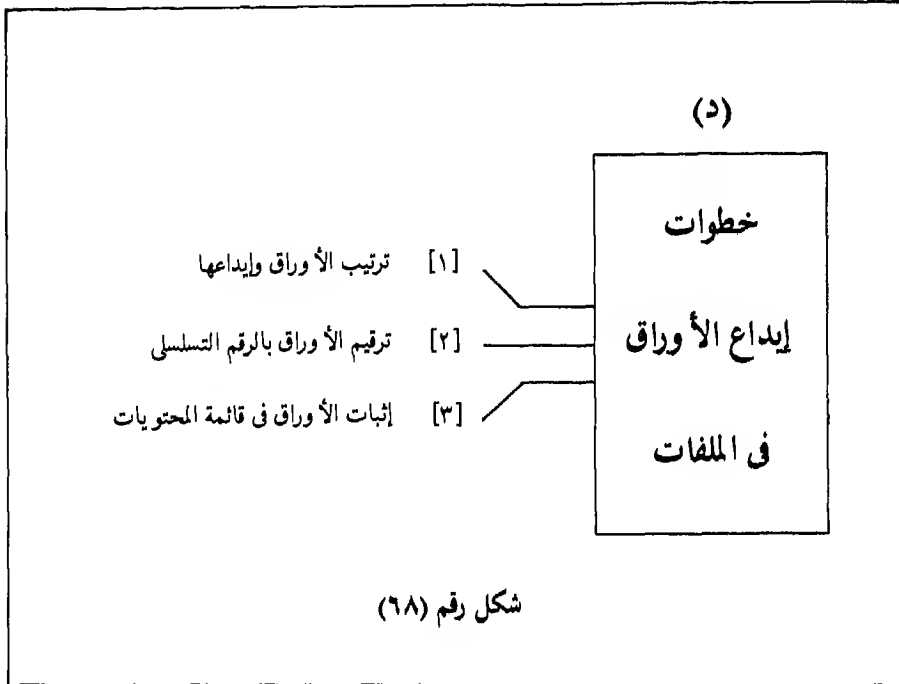 (د)
خطوات
إيداع الأوراق
فى الملفات
[١] ترتيب الأوراق وإيداعها
[٢] ترقيم الأوراق بالرقم التسلسلى
[٣] إثبات الأوراق فى قائمة المحتويات
شكل رقم (٦٨)